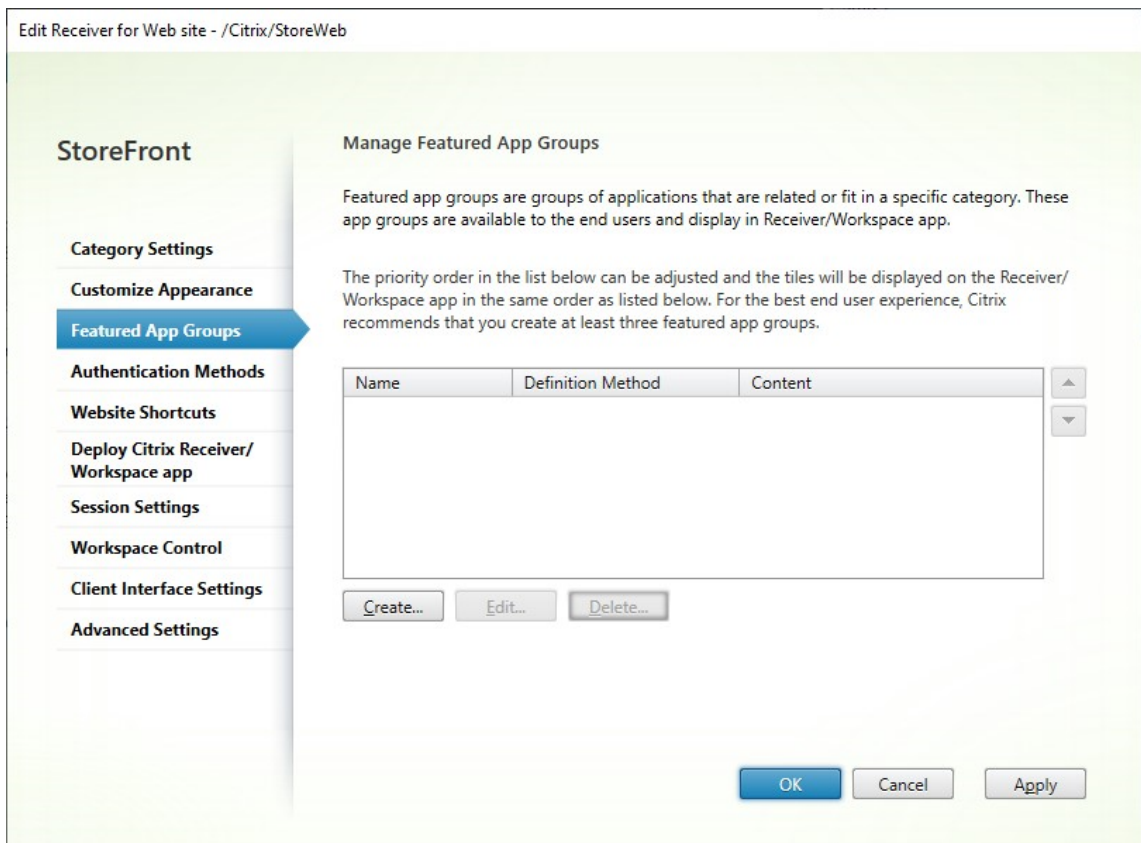 Edit Receiver for Web site - /Citrix/StoreWeb
StoreFront
Category Settings
Customize Appearance
Featured App Groups
Authentication Methods
Website Shortcuts
Deploy Citrix Receiver/
Workspace app
Session Settings
Workspace Control
Client Interface Settings
Advanced Settings
Manage Featured App Groups
Featured app groups are groups of applications that are related or fit in a specific category. These
app groups are available to the end users and display in Receiver/Workspace app.
The priority order in the list below can be adjusted and the tiles will be displayed on the Receiver/
Workspace app in the same order as listed below. For the best end user experience, Citrix
recommends that you create at least three featured app groups.
Name Definition Method Content
Create... Edit... Delete...
OK Cancel Apply